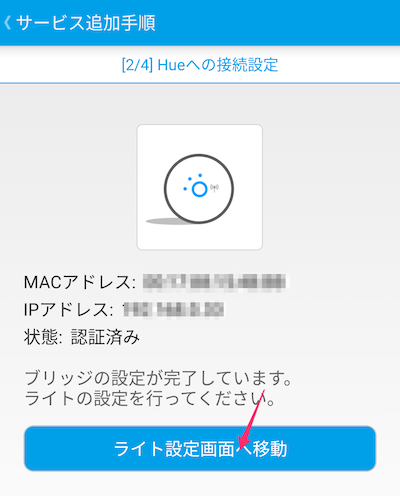 サービス追加手順
[2/4] Hueへの接続設定
MACアドレス:
IPアドレス:
状態: 認証済み
ブリッジの設定が完了しています。
ライトの設定を行ってください。
ライト設定画面へ移動